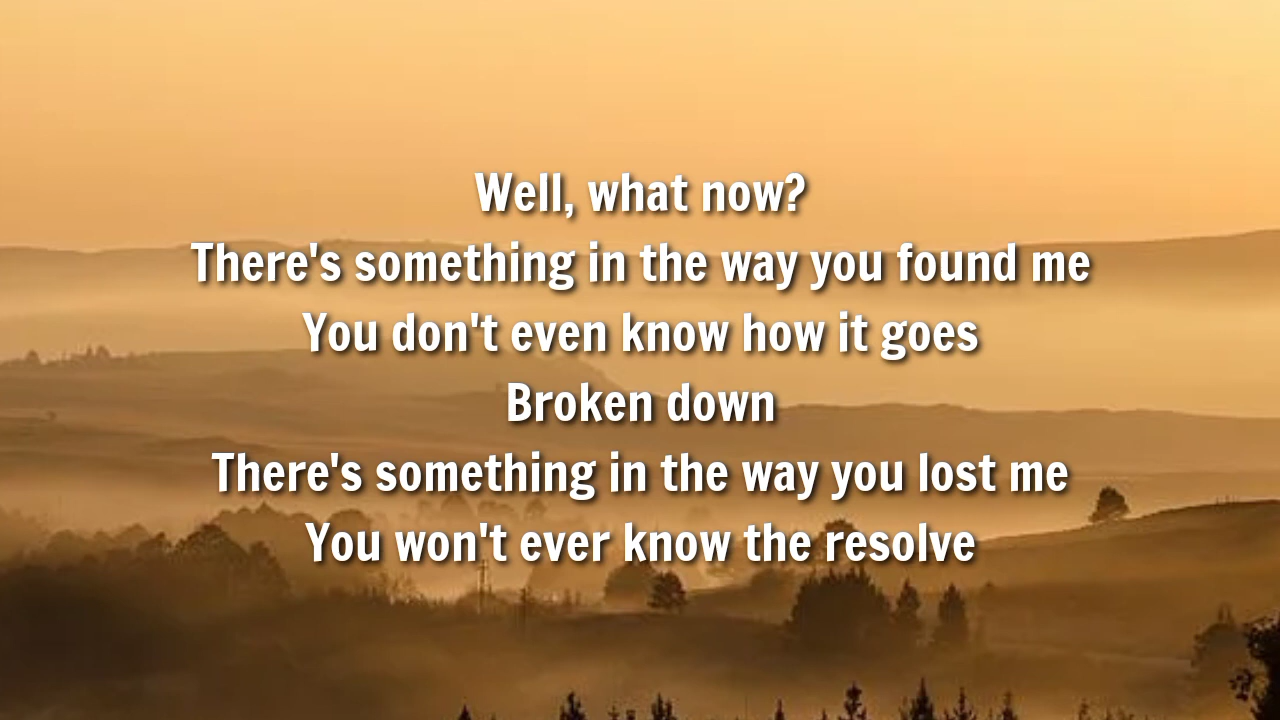 Well, what now?
There's something in the way you found me
You don't even know how it goes
Broken down
There's something in the way you lost me
You won't ever know the resolve